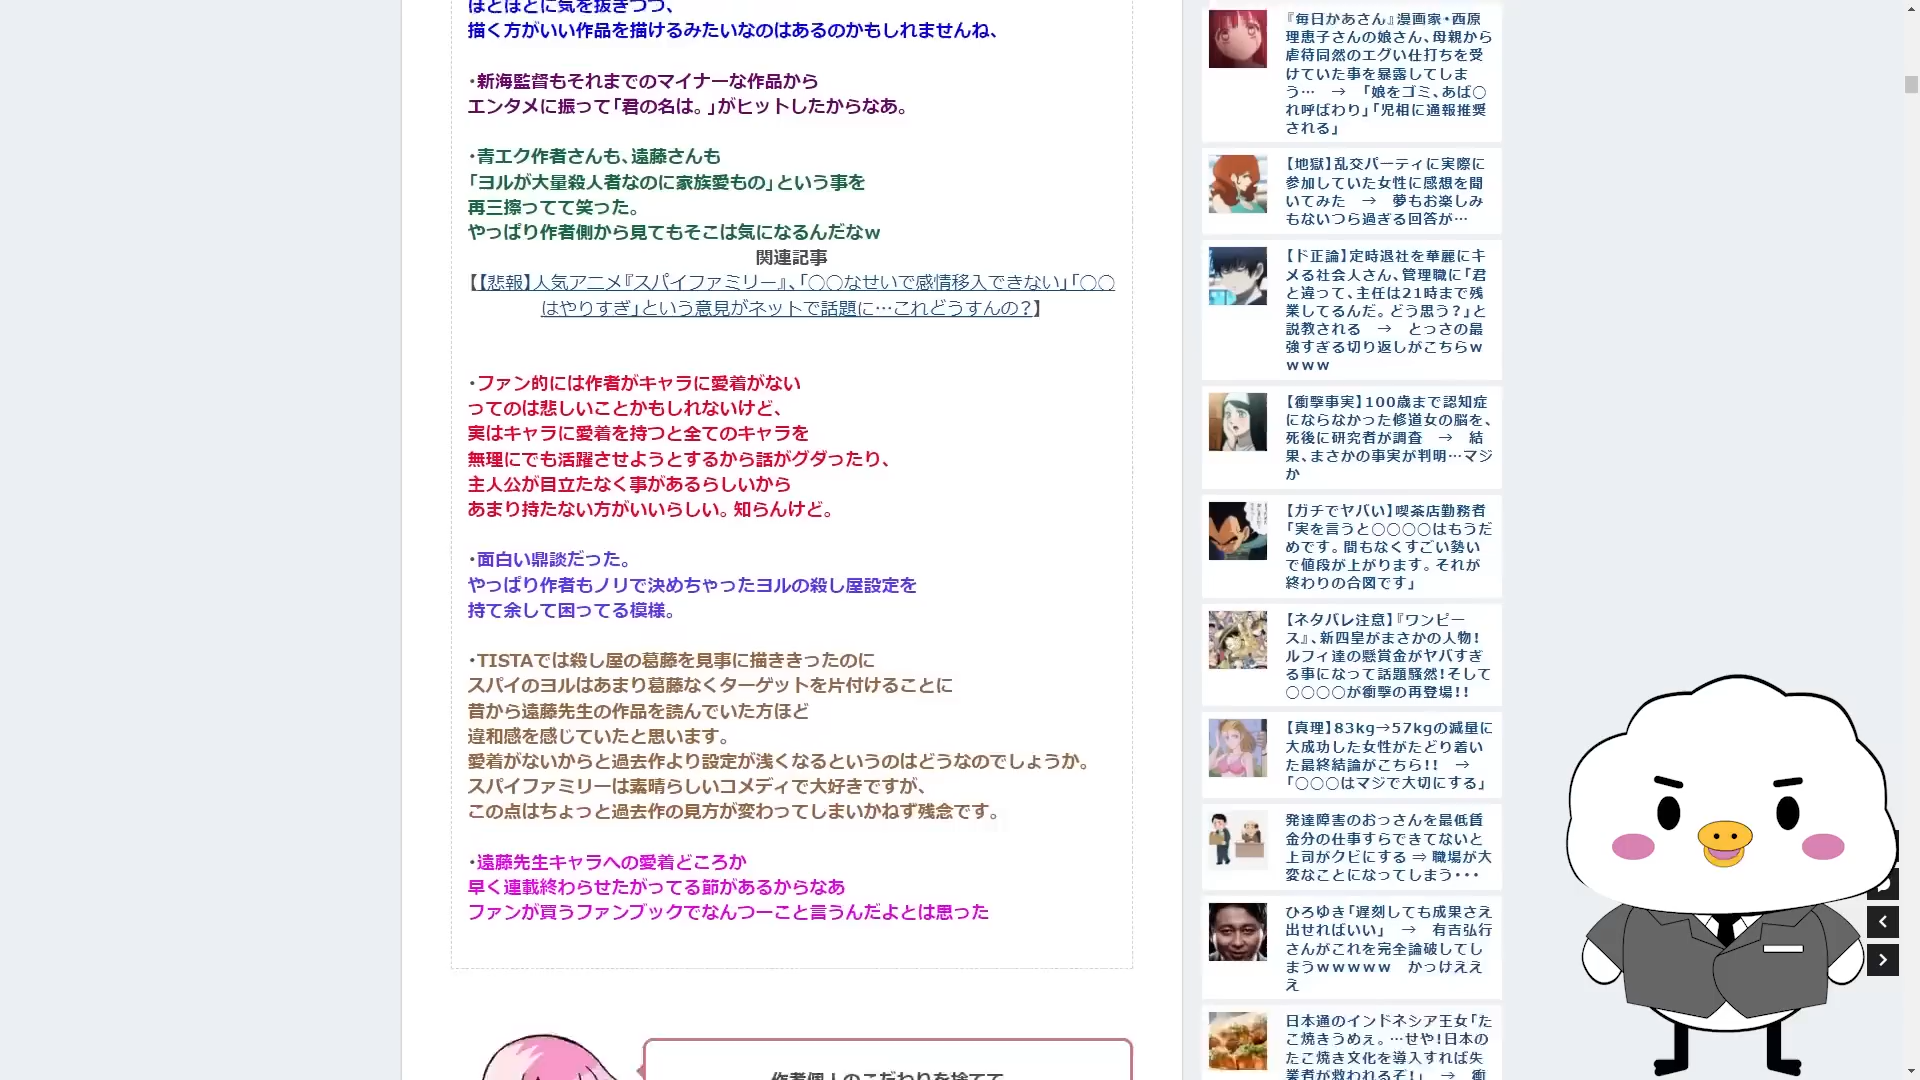 ほどほどに気を抜きつつ、
描く方がいい作品を描けるみたいなのはあるのかもしれませんね、
・新海監督もそれまでのマイナーな作品から
エンタメに振って「君の名は。」がヒットしたからなあ。
・青エク作者さんも、遠藤さんも
「ヨルが大量殺人者なのに家族愛もの」という事を
再三擦ってて笑った。
やっぱり作者側から見てもそこは気になるんだなw
関連記事
【【悲報】人気アニメ『スパイファミリー』、「○○なせいで感情移入できない」「○○
はやりすぎ」という意見がネットで話題に…これどうすんの？】
・ファン的には作者がキャラに愛着がない
ってのは悲しいことかもしれないけど、
実はキャラに愛着を持つと全てのキャラを
無理にでも活躍させようとするから話がグダったり、
主人公が目立たなく事があるらしいから
あまり持たない方がいいらしい。知らんけど。
・面白い鼎談だった。
やっぱり作者もノリで決めちゃったヨルの殺し屋設定を
持て余して困ってる模様。
・TISTAでは殺し屋の葛藤を見事に描ききったのに
スパイのヨルはあまり葛藤なくターゲットを片付けることに
昔から遠藤先生の作品を読んでいた方ほど
違和感を感じていたと思います。
愛着がないからと過去作より設定が浅くなるというのはどうなのでしょうか。
スパイファミリーは素晴らしいコメディで大好きですが、
この点はちょっと過去作の見方が変わってしまいかねず残念です。
・遠藤先生キャラへの愛着どころか
早く連載終わらせたがってる節があるからなあ
ファンが買うファンブックでなんつーこと言うんだよとは思った
作者個人のこだわりを捨てて
『毎日かあさん』漫画家・西原
理恵子さんの娘さん、母親から
虐待同然のエグい仕打ちを受
けていた事を暴露してしま
う… → 「娘をゴミ、あば○
れ呼ばわり」「児相に通報推奨
される」
【地獄】乱交パーティに実際に
参加していた女性に感想を聞
いてみた → 夢もお楽しみ
もないつら過ぎる回答が…
【ド正論】定時退社を華麗にキ
メる社会人さん、管理職に「君
と違って、主任は21時まで残
業してるんだ。どう思う？」と
説教される → とっさの最
強すぎる切り返しがこちらw
www
【衝撃事実】100歳まで認知症
にならなかった修道女の脳を、
死後に研究者が調査 → 結
果、まさかの事実が判明…マジ
か
【ガチでヤバい】喫茶店勤務者
「実を言うと○○○○はもうだ
めです。間もなくすごい勢い
で値段が上がります。それが
終わりの合図です」
【ネタバレ注意】『ワンピー
ス』、新四皇がまさかの人物！
ルフィ達の懸賞金がヤバすぎ
る事になって話題騒然！そして
○○○○が衝撃の再登場！！
【真理】83kg→57kgの減量に
大成功した女性がたどり着い
た最終結論がこちら！！ →
「○○○はマジで大切にする」
発達障害のおっさんを最低賃
金分の仕事すらできてないと
上司がクビにする ⇒ 職場が大
変なことになってしまう・・・
ひろゆき「遅刻しても成果さえ
出せればいい」 → 有吉弘行
さんがこれを完全論破してし
まうwwwww かっけええ
え
日本通のインドネシア王女「た
こ焼きうめぇ。…せや！日本の
たこ焼き文化を導入すれば失
業者が救われるぞ！」 → 衝